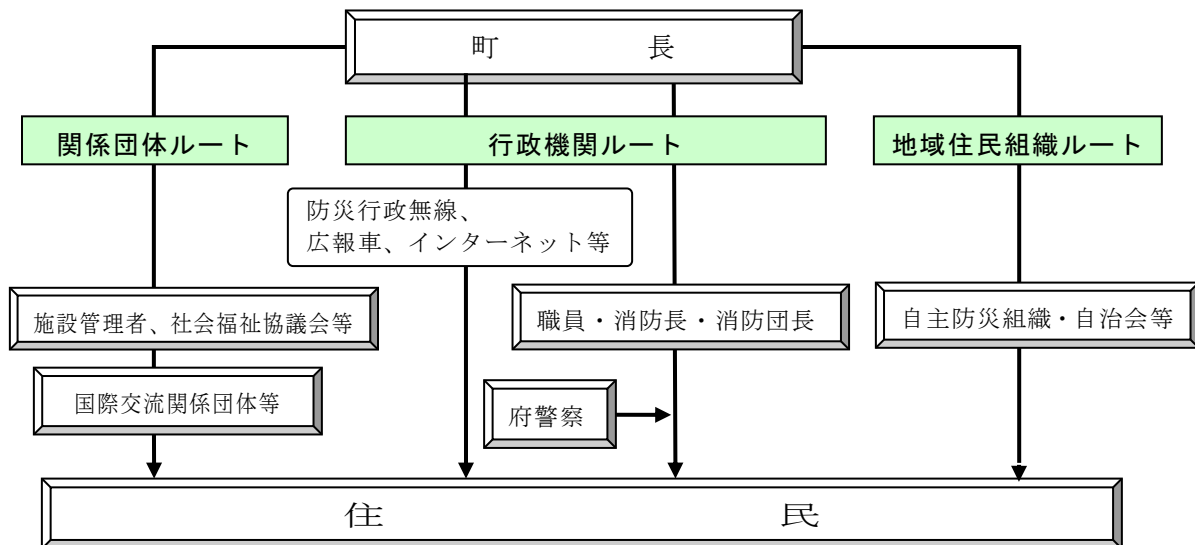 町　長
関係団体ルート
行政機関ルート
地域住民組織ルート
防災行政無線、
広報車、インターネット等
施設管理者、社会福祉協議会等
職員・消防長・消防団長
自主防災組織・自治会等
国際交流関係団体等
府警察
住　民